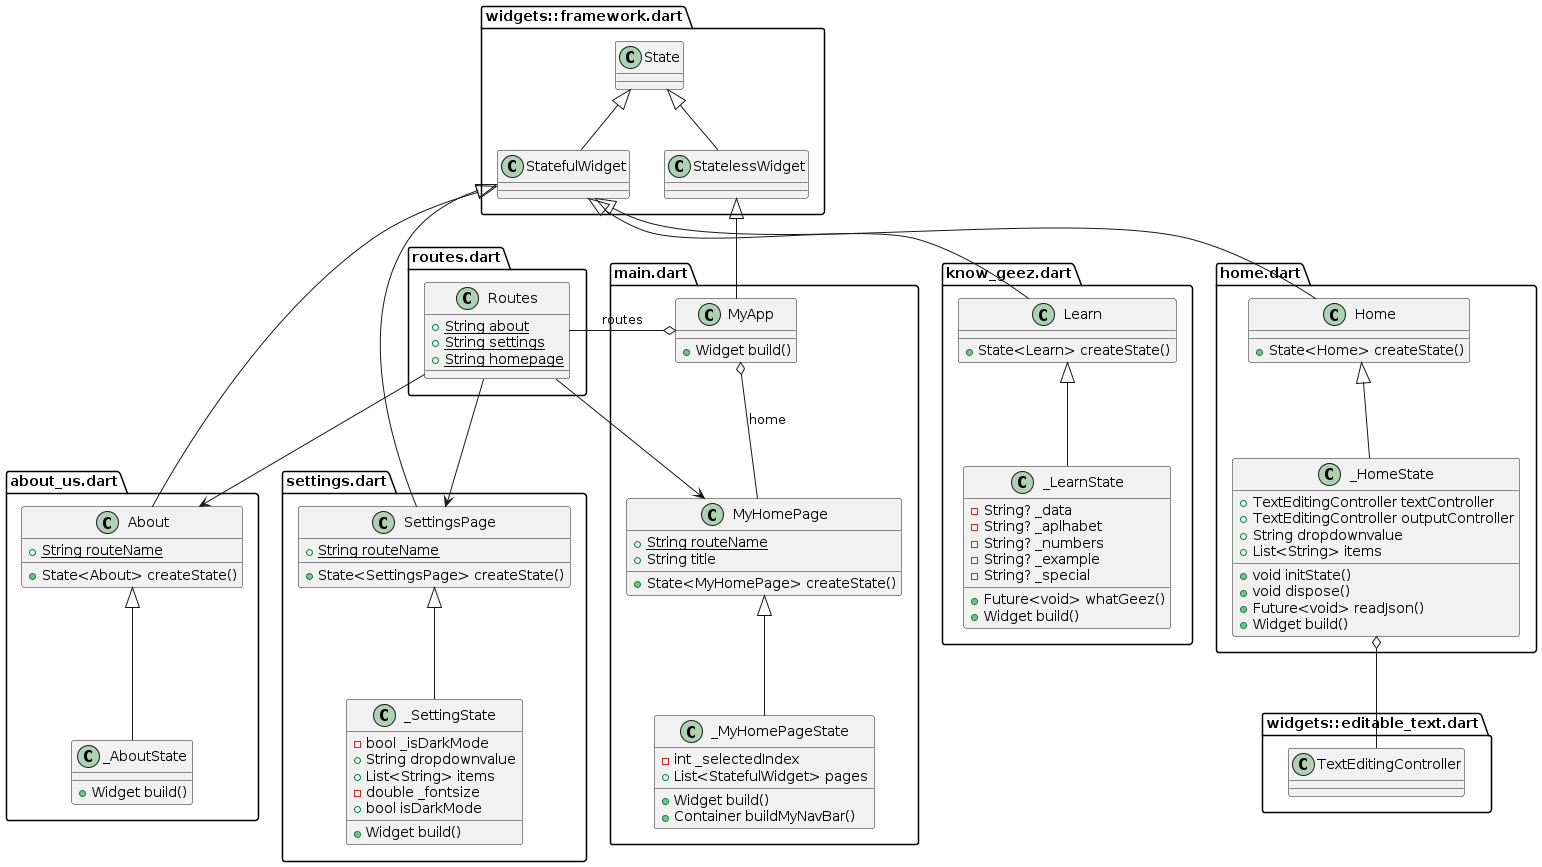 widgets::framework.dart
C State
C StatefulWidget
C StatelessWidget
routes.dart
C Routes
String about
String settings
String homepage
routes
main.dart
C MyApp
Widget build()
home
C MyHomePage
String routeName
String title
State<MyHomePage> createState()
C _MyHomePageState
int _selectedIndex
List<StatefulWidget> pages
Widget build()
Container buildMyNavBar()
know_geez.dart
C Learn
State<Learn> createState()
C _LearnState
String? _data
String? _aplhabet
String? _numbers
String? _example
String? _special
Future<void> whatGeez()
Widget build()
home.dart
C Home
State<Home> createState()
C _HomeState
TextEditingController textController
TextEditingController outputController
String dropdownvalue
List<String> items
void initState()
void dispose()
Future<void> readJson()
Widget build()
about_us.dart
C About
String routeName
State<About> createState()
C _AboutState
Widget build()
settings.dart
C SettingsPage
String routeName
State<SettingsPage> createState()
C _SettingState
bool _isDarkMode
String dropdownvalue
List<String> items
double _fontsize
bool isDarkMode
Widget build()
widgets::editable_text.dart
C TextEditingController